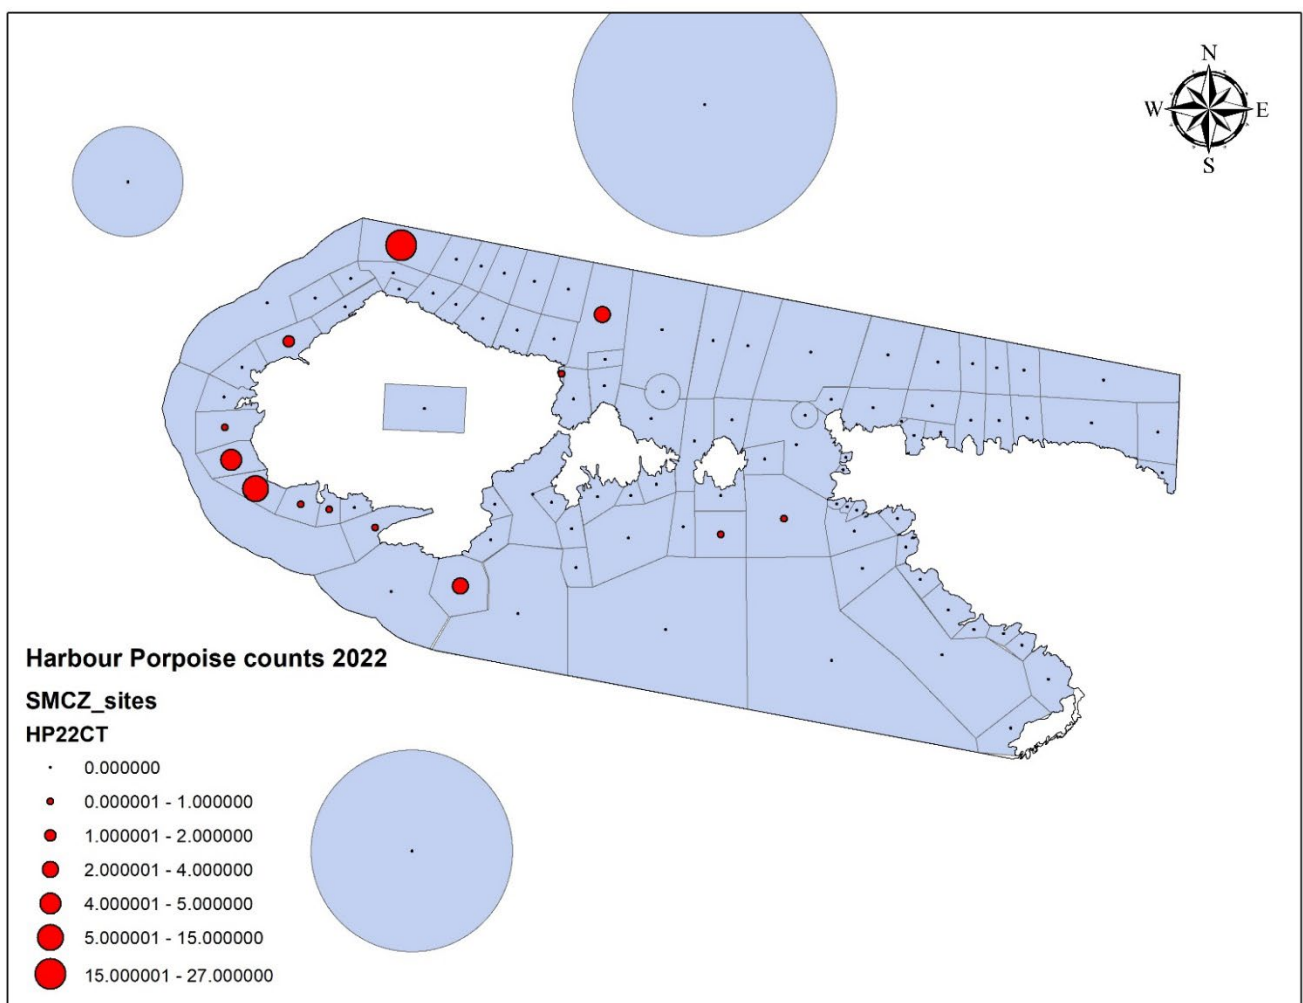 N
W E
S
Harbour Porpoise counts 2022
SMCZ_sites
HP22CT
0.000000
0.000001 - 1.000000
1.000001 - 2.000000
2.000001 - 4.000000
4.000001 - 5.000000
5.000001 - 15.000000
15.000001 - 27.000000